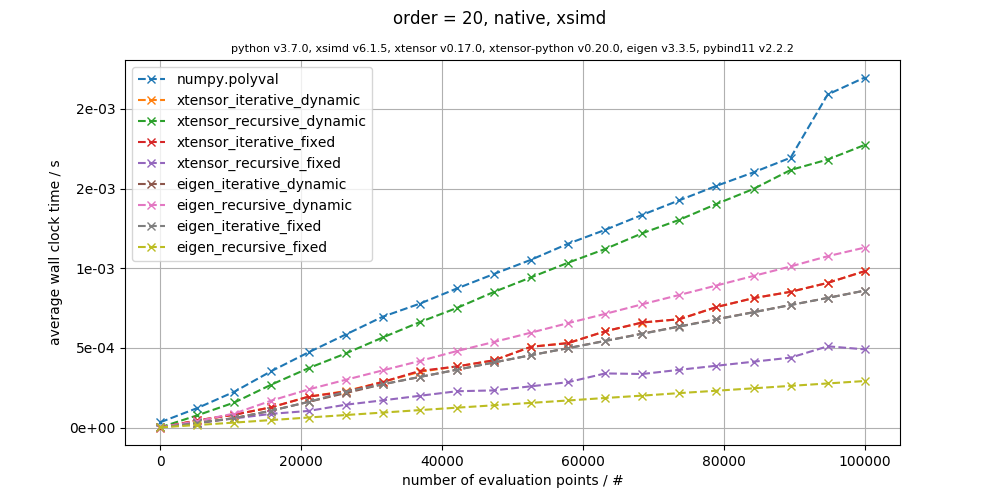 order = 20, native, xsimd
python v3.7.0, xsimd v6.1.5, xtensor v0.17.0, xtensor-python v0.20.0, eigen v3.3.5, pybind11 v2.2.2
numpy.polyval
xtensor_iterative_dynamic
xtensor_recursive_dynamic
xtensor_iterative_fixed
xtensor_recursive_fixed
eigen_iterative_dynamic
eigen_recursive_dynamic
eigen_iterative_fixed
eigen_recursive_fixed
2e-03
2e-03
1e-03
5e-04
0e+00
average wall clock time / s
0
20000
40000
60000
80000
100000
number of evaluation points / #